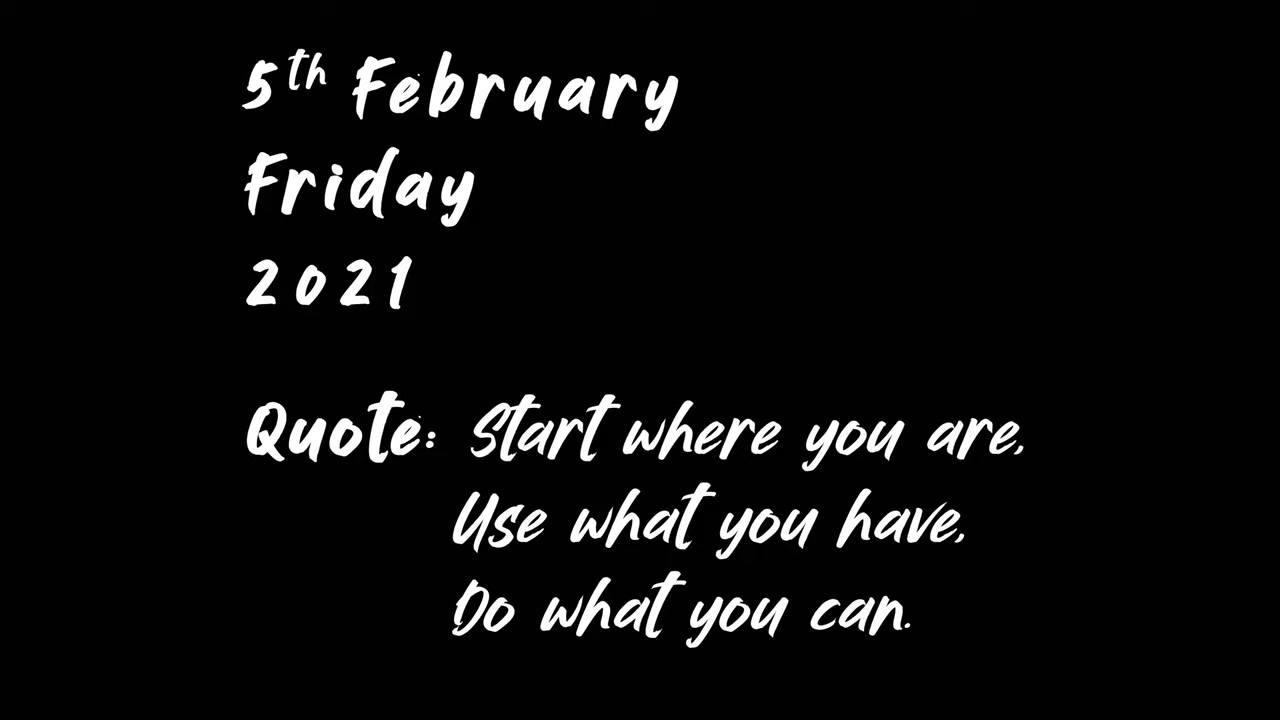 5th February
Friday
2021
Quote: Start where you are,
Use what you have,
Do what you can.